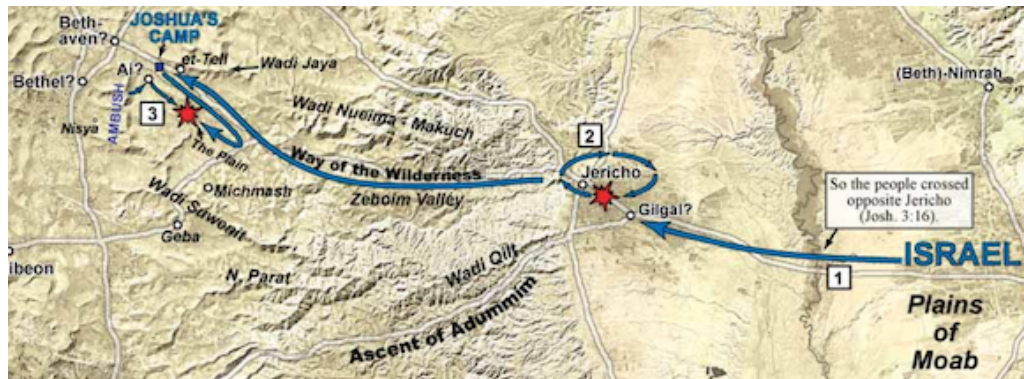 Beth-
aven?
JOSHUA'S
CAMP
et-Tell
Wadi Jaya
Ai?
Bethel?
(Beth)-Nimrah
AMBUSH
3
Wadi Nueima - Makuch
Nisya
The Plain
2
Way of the Wilderness
Jericho
Michmash
Zeboim Valley
So the people crossed
opposite Jericho
(Josh. 3:16).
Gilgal?
Wadi Suwenit
Geba
ibeon
ISRAEL
N. Parat
Wadi Qilt
1
Ascent of Adummim
Plains
of
Moab